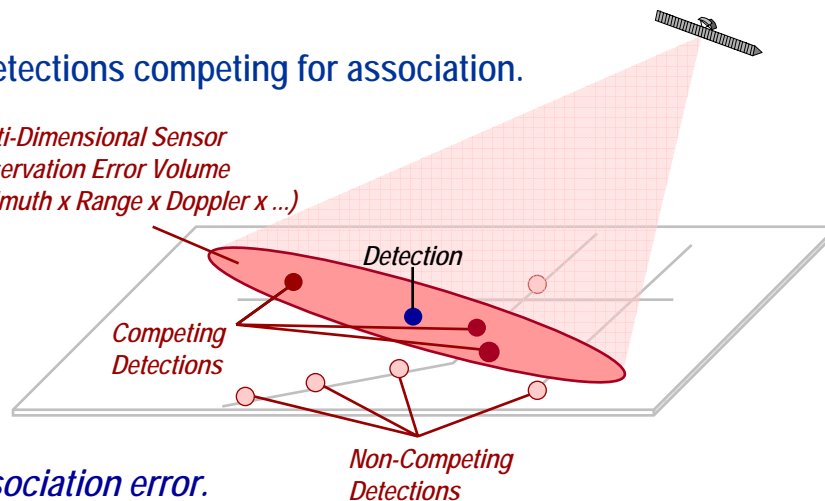 etections competing for association.
ti-Dimensional Sensor
servation Error Volume
imuth x Range x Doppler x ...)
Detection
Competing
Detections
Non-Competing
Detections
sociation error.